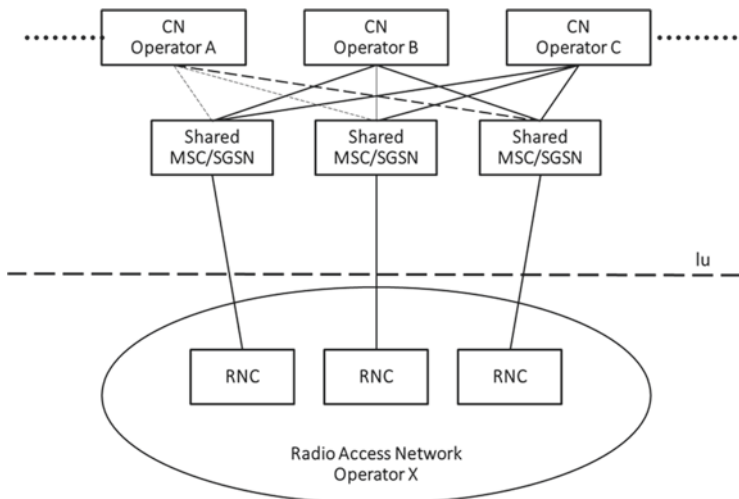 CN
Operator A
CN
Operator B
CN
Operator C
Shared
MSC/SGSN
Shared
MSC/SGSN
Shared
MSC/SGSN
Iu
RNC
RNC
RNC
Radio Access Network
Operator X